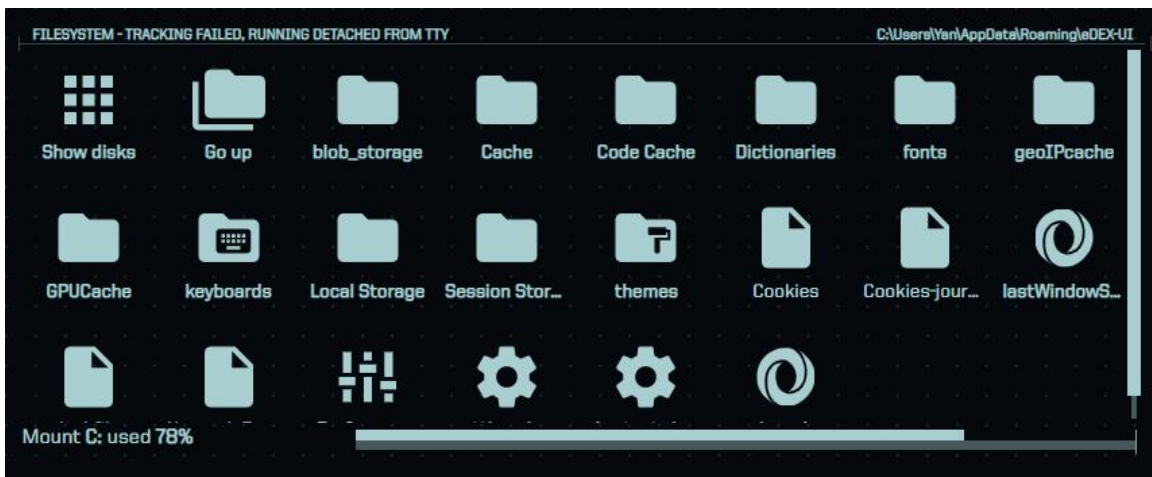 FILESYSTEM - TRACKING FAILED, RUNNING DETACHED FROM TTY
C:\Users\Yan\AppData\Roaming\eDEX-UI
Show disks Go up blob_storage Cache Code Cache Dictionaries fonts geoIPcache
GPUCache keyboards Local Storage Session Stor... themes Cookies Cookies-jour... lastWindowS...
Mount C: used 78%